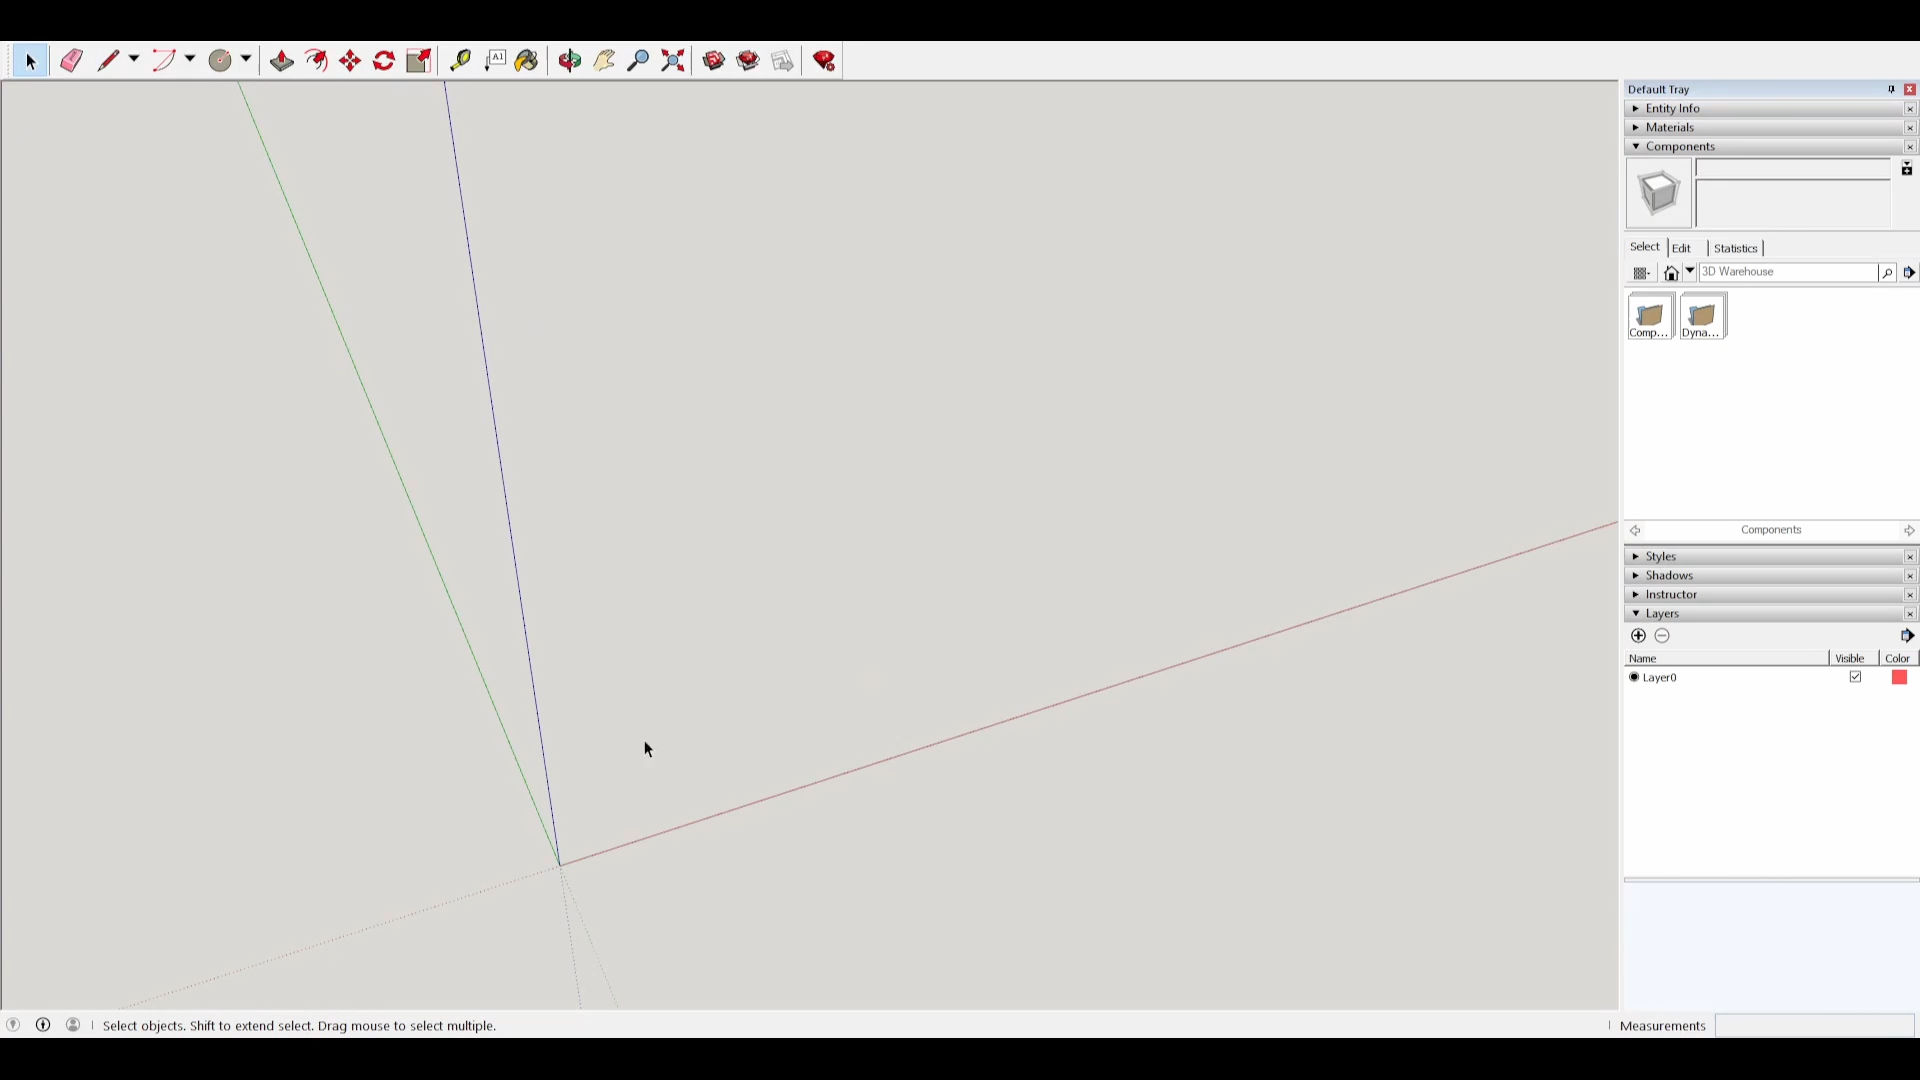 A1
Default Tray
Entity Info
Materials
Components
Select
Edit
Statistics
3D Warehouse
Comp...
Dyna...
Components
Styles
Shadows
Instructor
Layers
Name
Visible
Color
Layer0
Select objects. Shift to extend select. Drag mouse to select multiple.
Measurements